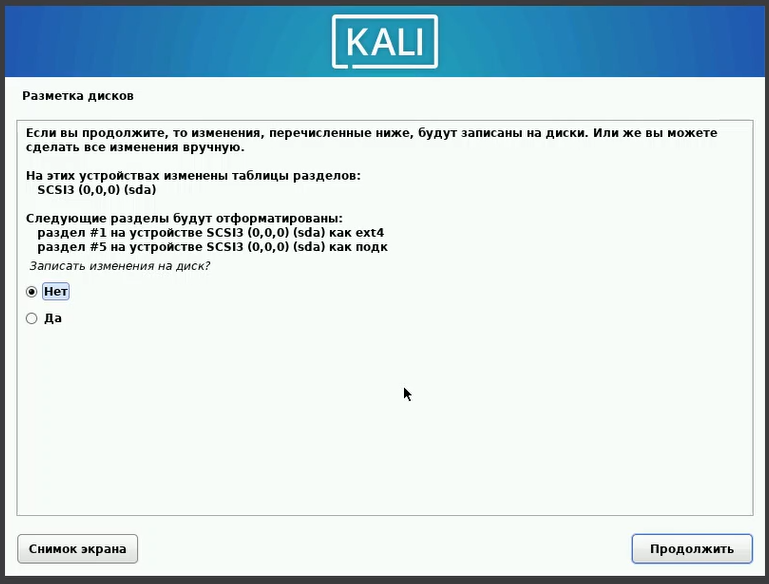 KALI
Разметка дисков
Если вы продолжите, то изменения, перечисленные ниже, будут записаны на диски. Или же вы можете
сделать все изменения вручную.
На этих устройствах изменены таблицы разделов:
SCSI3 (0,0,0) (sda)
Следующие разделы будут отформатированы:
раздел #1 на устройстве SCSI3 (0,0,0) (sda) как ext4
раздел #5 на устройстве SCSI3 (0,0,0) (sda) как подк
Записать изменения на диск?
Нет
Да
Снимок экрана
Продолжить